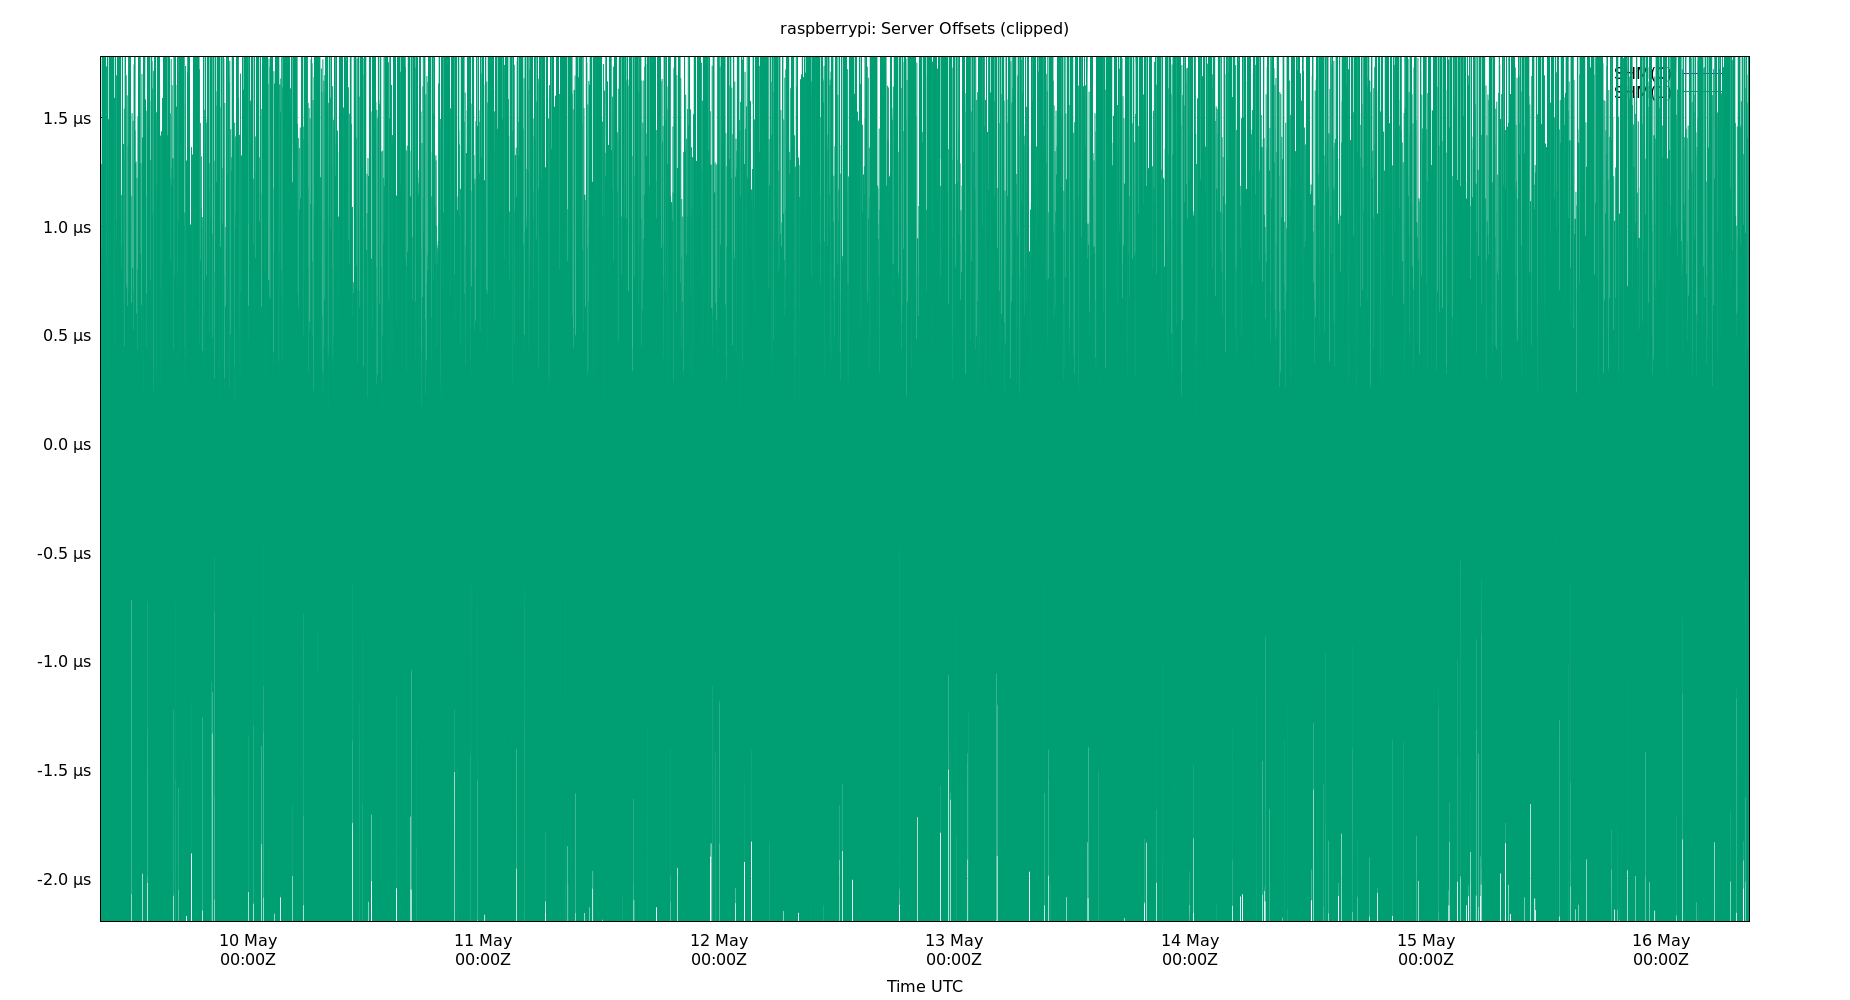 raspberrypi: Server Offsets (clipped)
1.5 µs
1.0 µs
0.5 µs
0.0 µs
-0.5 µs
-1.0 µs
-1.5 µs
-2.0 µs
10 May
00:00Z
11 May
00:00Z
12 May
00:00Z
13 May
00:00Z
14 May
00:00Z
15 May
00:00Z
16 May
00:00Z
Time UTC